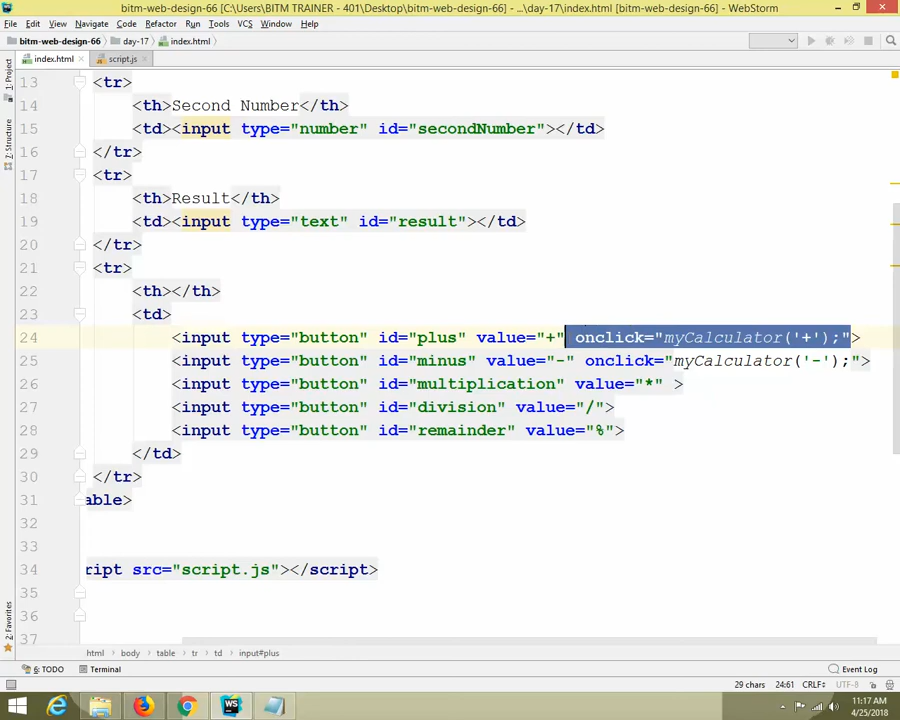 bitm-web-design-66 [C:\Users\BITM TRAINER - 401\Desktop\bitm-web-design-66] - ...\day-17\index.html [bitm-web-design-66] - WebStorm
File Edit View Navigate Code Refactor Run Tools VCS Window Help
bitm-web-design-66 day-17 index.html
index.html script.js
13 <tr>
14 <th>Second Number</th>
15 <td><input type="number" id="secondNumber"></td>
16 </tr>
17 <tr>
18 <th>Result</th>
19 <td><input type="text" id="result"></td>
20 </tr>
21 <tr>
22 <th></th>
23 <td>
24 <input type="button" id="plus" value="+" onclick="myCalculator('+');">
25 <input type="button" id="minus" value="-" onclick="myCalculator('-');">
26 <input type="button" id="multiplication" value="*" >
27 <input type="button" id="division" value="/">
28 <input type="button" id="remainder" value="%">
29 </td>
30 </tr>
31 able>
32
33
34 ript src="script.js"></script>
35
36
37
1: Project
7: Structure
2: Favorites
html body table tr td input#plus
6: TODO Terminal Event Log
29 chars 24:61 CRLF÷ UTF-8
WS
11:17 AM
4/25/2018